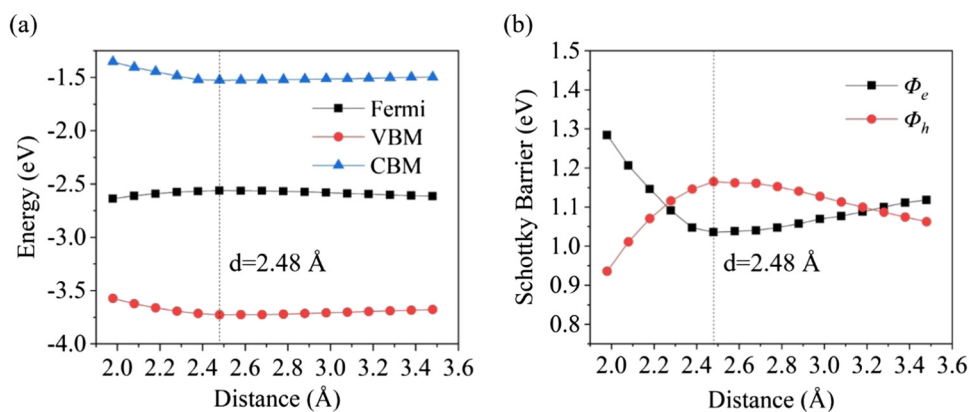 (a)
Energy (eV)
-1.5
-2.0
-2.5
-3.0
-3.5
-4.0
Fermi
VBM
CBM
d=2.48 Å
2.0 2.2 2.4 2.6 2.8 3.0 3.2 3.4 3.6
Distance (Å)
(b)
Schottky Barrier (eV)
1.5
1.4
1.3
1.2
1.1
1.0
0.9
0.8
Φe
Φh
d=2.48 Å
2.0 2.2 2.4 2.6 2.8 3.0 3.2 3.4 3.6
Distance (Å)